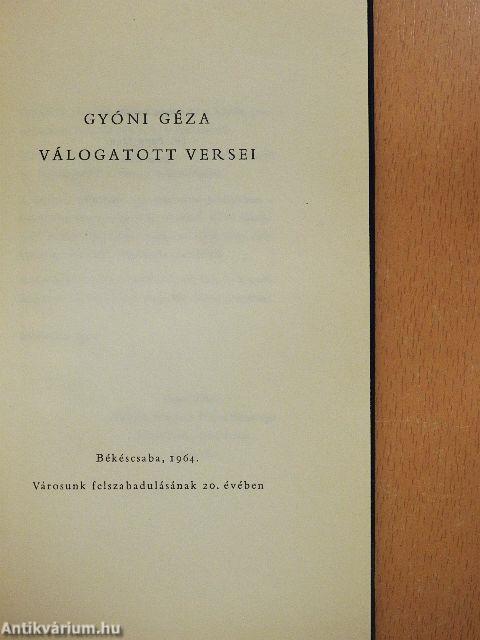 GYÓNI GÉZA
VÁLOGATOTT VERSEI
Békéscsaba, 1964.
Városunk felszabadulásának 20. évében
Antikvárium.hu